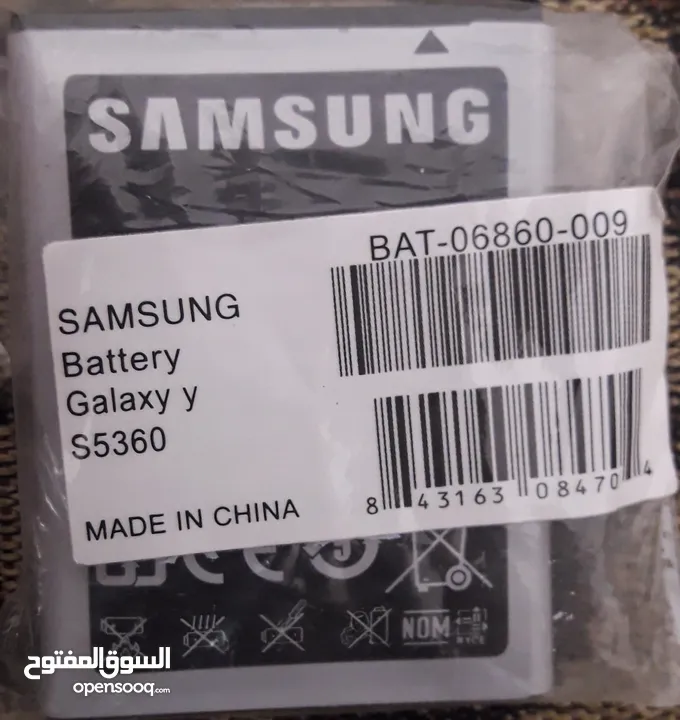 SAMSUNG
BAT-06860-009
SAMSUNG
Battery
Galaxy y
S5360
8 43163 08470 4
MADE IN CHINA
NOM
السوق المفتوح
opensooq.com